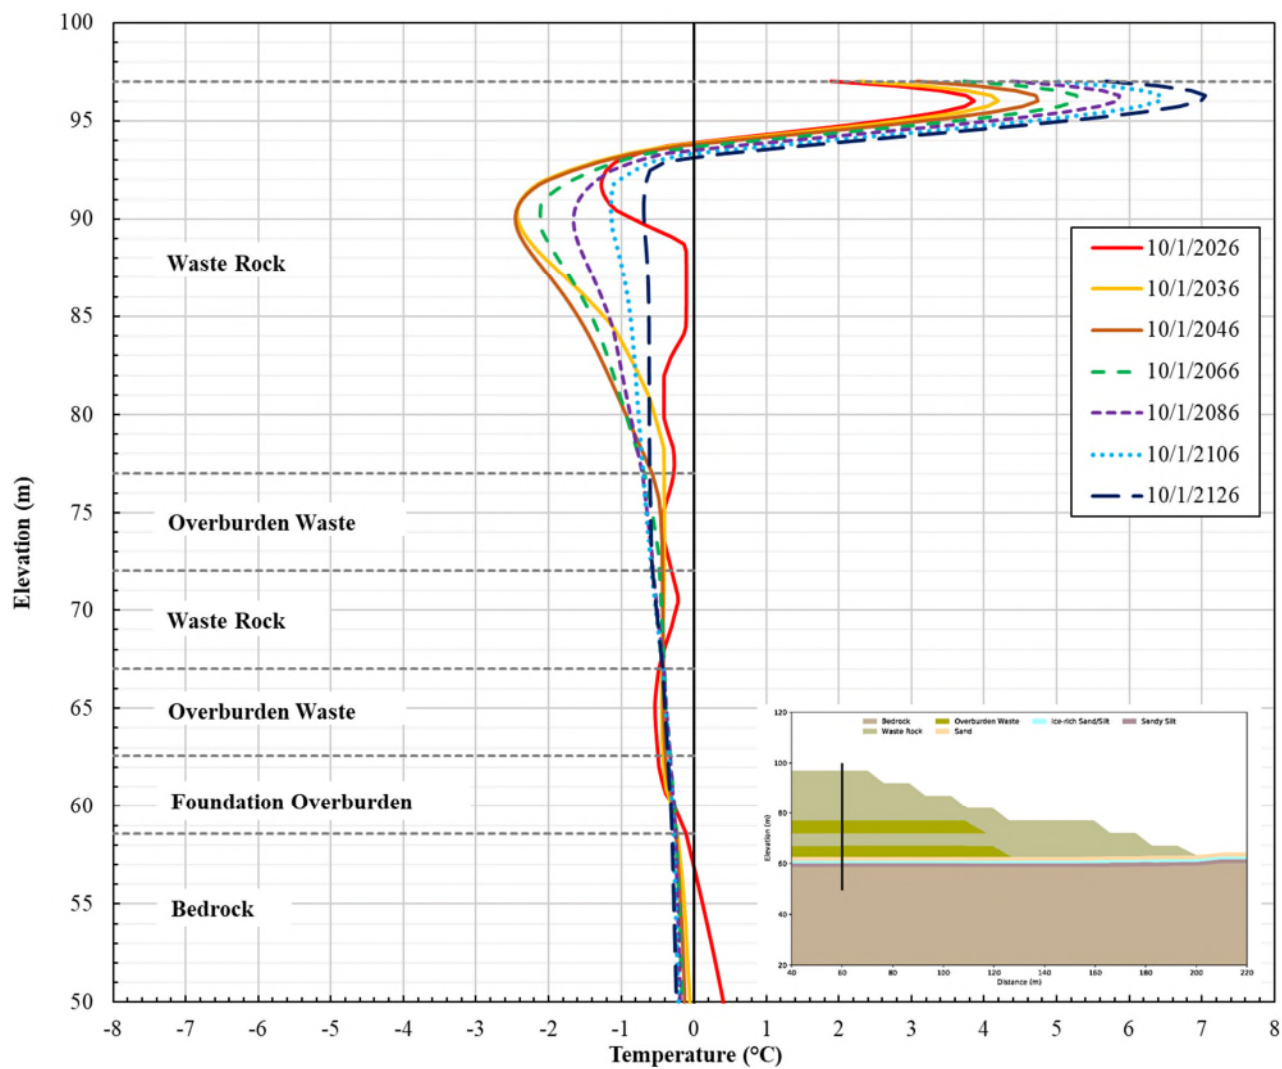 100
95
90
85
80
75
70
65
60
55
50
Elevation (m)
Waste Rock
Overburden Waste
Waste Rock
Overburden Waste
Foundation Overburden
Bedrock
10/1/2026
10/1/2036
10/1/2046
10/1/2066
10/1/2086
10/1/2106
10/1/2126
120
100
80
60
40
20
Elevation (m)
Bedrock
Waste Rock
Overburden Waste
Sand
Ice-rich Sand/Silt
Sandy Silt
40 60 80 100 120 140 160 180 200 220
Distance (m)
-8 -7 -6 -5 -4 -3 -2 -1 0 1 2 3 4 5 6 7 8
Temperature (°C)